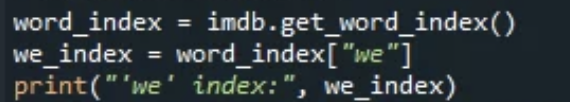 word_index = imdb.get_word_index()
we_index = word_index["we"]
print("'we' index:", we_index)